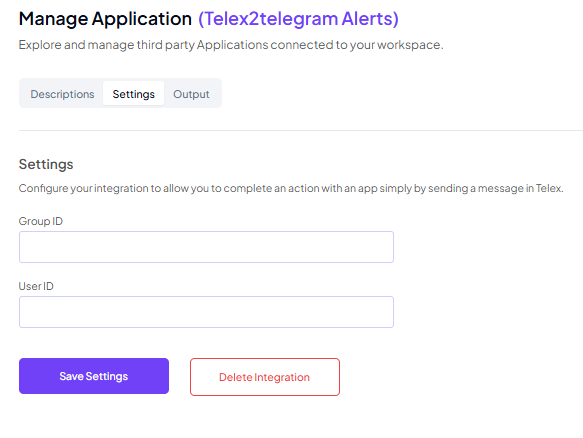 Manage Application (Telex2telegram Alerts)
Explore and manage third party Applications connected to your workspace.
Descriptions Settings Output
Settings
Configure your integration to allow you to complete an action with an app simply by sending a message in Telex.
Group ID
User ID
Save Settings Delete Integration